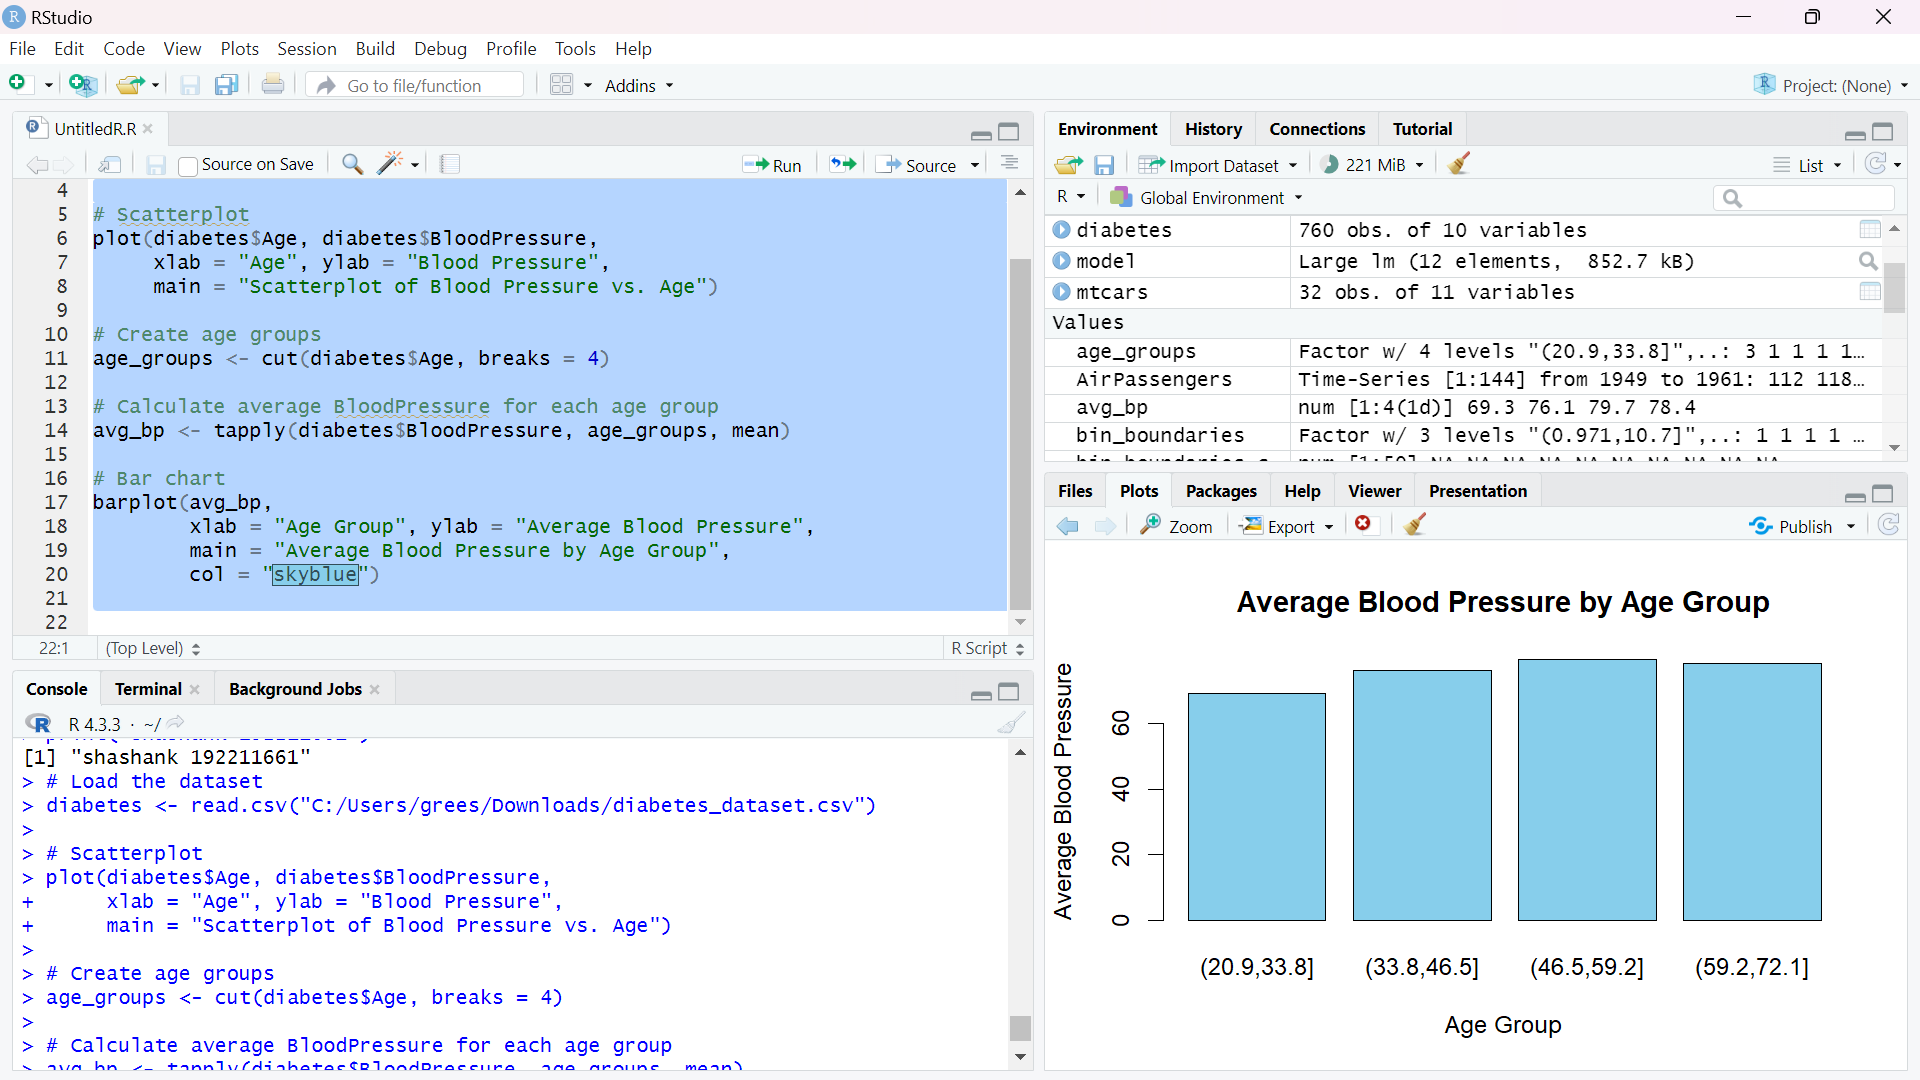 RStudio
File Edit Code View Plots Session Build Debug Profile Tools Help
Go to file/function Addins Project: (None)
UntitledR.R
Source on Save Run Source
4
5 # Scatterplot
6 plot(diabetes$Age, diabetes$BloodPressure,
7 xlab = "Age", ylab = "Blood Pressure",
8 main = "Scatterplot of Blood Pressure vs. Age")
9
10 # Create age groups
11 age_groups <- cut(diabetes$Age, breaks = 4)
12
13 # Calculate average BloodPressure for each age group
14 avg_bp <- tapply(diabetes$BloodPressure, age_groups, mean)
15
16 # Bar chart
17 barplot(avg_bp,
18 xlab = "Age Group", ylab = "Average Blood Pressure",
19 main = "Average Blood Pressure by Age Group",
20 col = "skyblue")
21
22
22:1 (Top Level) R Script
Console Terminal Background Jobs
R 4.3.3 · ~/
[1] "shashank 192211661"
> # Load the dataset
> diabetes <- read.csv("C:/Users/grees/Downloads/diabetes_dataset.csv")
>
> # Scatterplot
> plot(diabetes$Age, diabetes$BloodPressure,
+ xlab = "Age", ylab = "Blood Pressure",
+ main = "Scatterplot of Blood Pressure vs. Age")
>
> # Create age groups
> age_groups <- cut(diabetes$Age, breaks = 4)
>
> # Calculate average BloodPressure for each age group
> avg_bp <- tapply(diabetes$BloodPressure, age_groups, mean)
Environment History Connections Tutorial
Import Dataset 221 MiB List
R Global Environment
diabetes 760 obs. of 10 variables
model Large lm (12 elements, 852.7 kB)
mtcars 32 obs. of 11 variables
Values
age_groups Factor w/ 4 levels "(20.9,33.8]",..: 3 1 1 1 1…
AirPassengers Time-Series [1:144] from 1949 to 1961: 112 118…
avg_bp num [1:4(1d)] 69.3 76.1 79.7 78.4
bin_boundaries Factor w/ 3 levels "(0.971,10.7]",..: 1 1 1 1 …
Files Plots Packages Help Viewer Presentation
Zoom Export Publish
Average Blood Pressure by Age Group
Average Blood Pressure
60
40
20
0
(20.9,33.8] (33.8,46.5] (46.5,59.2] (59.2,72.1]
Age Group